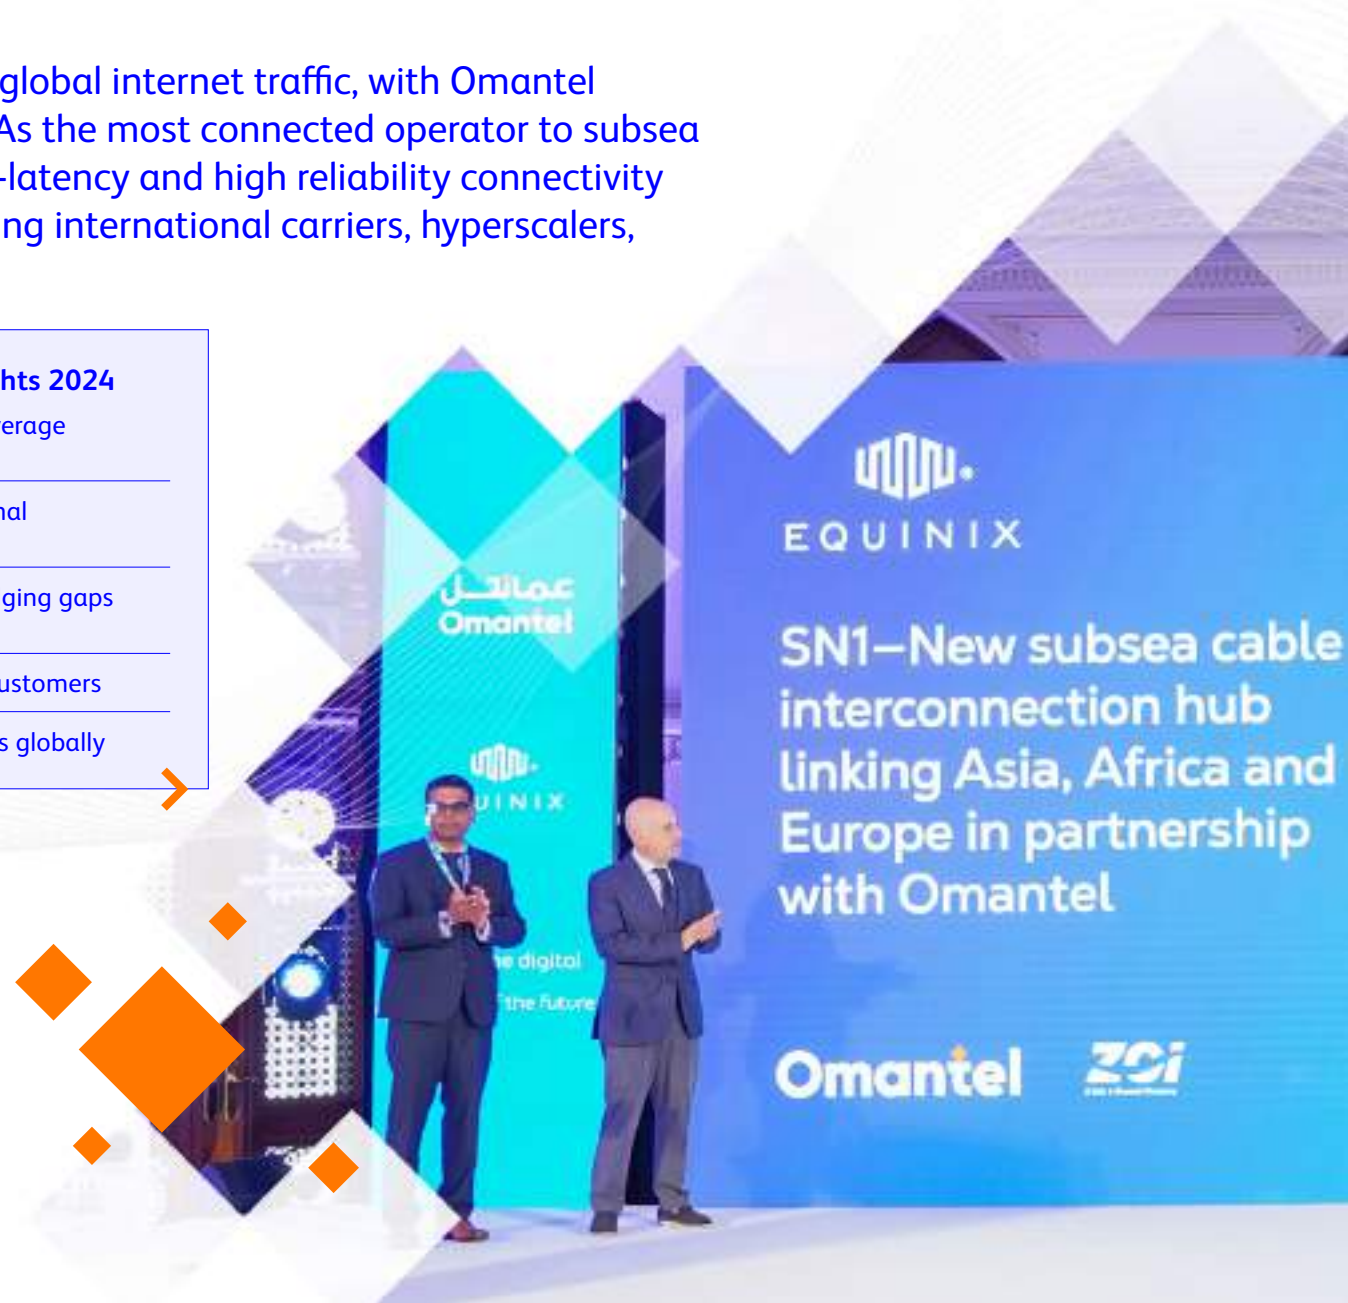 global internet traffic, with Omantel
As the most connected operator to subsea
-latency and high reliability connectivity
ng international carriers, hyperscalers,
hts 2024
erage
nal
ging gaps
ustomers
s globally
عمانتل
Omantel
UINIX
e digital
the future
EQUINIX
SN1–New subsea cable
interconnection hub
linking Asia, Africa and
Europe in partnership
with Omantel
Omantel